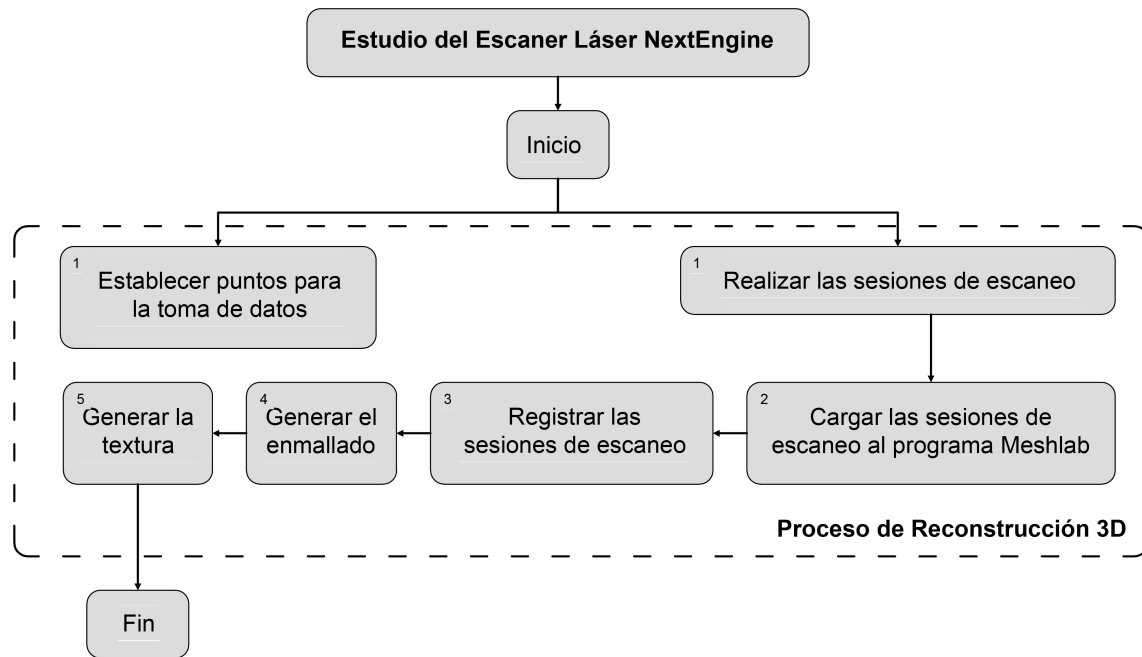 Estudio del Escaner Láser NextEngine
Inicio
1
Establecer puntos para
la toma de datos
1
Realizar las sesiones de escaneo
5
Generar la
textura
4
Generar el
enmallado
3
Registrar las
sesiones de escaneo
2
Cargar las sesiones de
escaneo al programa Meshlab
Proceso de Reconstrucción 3D
Fin